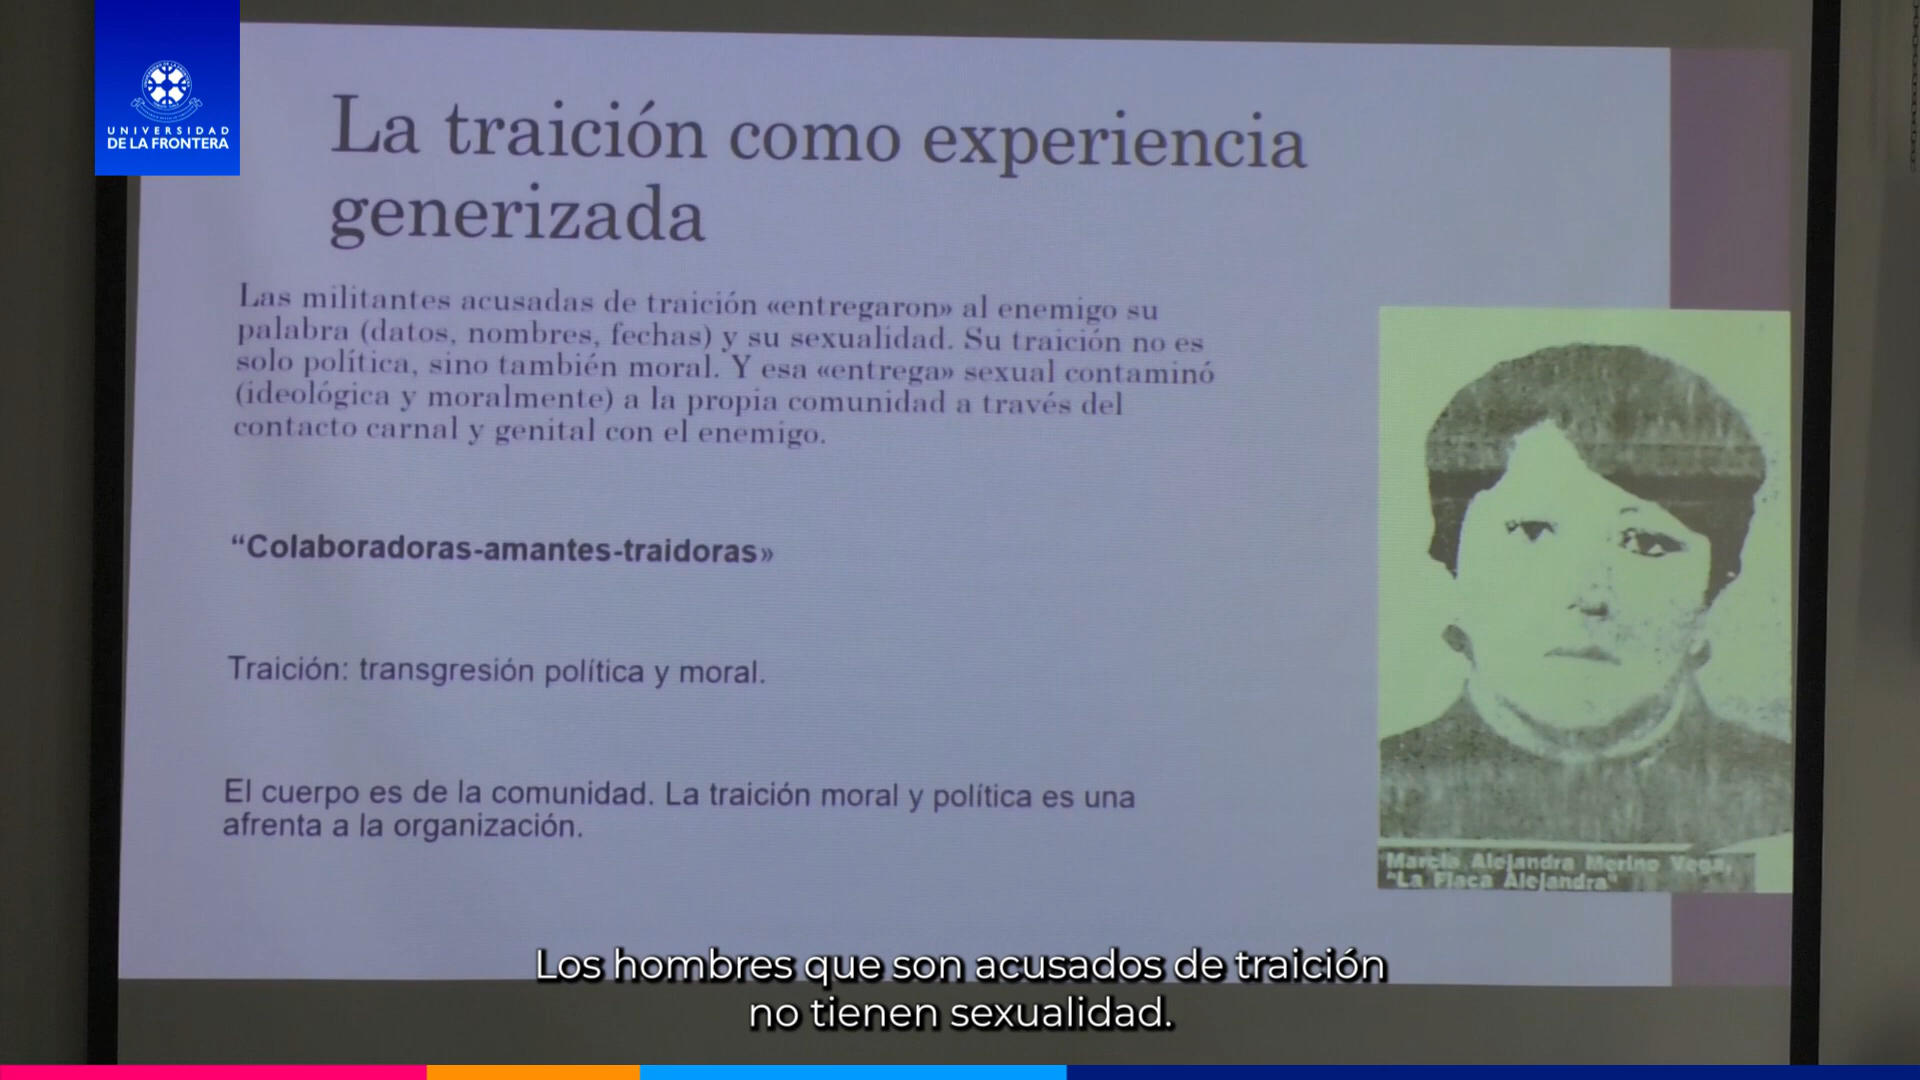 UNIVERSIDAD
DE LA FRONTERA
La traición como experiencia
generizada
Las militantes acusadas de traición «entregaron» al enemigo su
palabra (datos, nombres, fechas) y su sexualidad. Su traición no es
solo política, sino también moral. Y esa «entrega» sexual contaminó
(ideológica y moralmente) a la propia comunidad a través del
contacto carnal y genital con el enemigo.
“Colaboradoras-amantes-traidoras»
Traición: transgresión política y moral.
El cuerpo es de la comunidad. La traición moral y política es una
afrenta a la organización.
Marcia Alejandra Merino Vega,
"La Flaca Alejandra"
Los hombres que son acusados de traición
no tienen sexualidad.